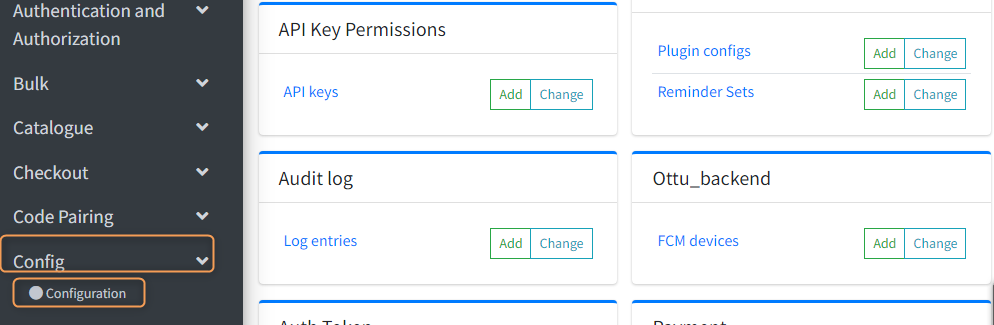 Authentication and
Authorization
Bulk
Catalogue
Checkout
Code Pairing
Config
Configuration
API Key Permissions
API keys Add Change
Audit log
Log entries Add Change
Auth Token
Plugin configs Add Change
Reminder Sets Add Change
Ottu_backend
FCM devices Add Change
Payment